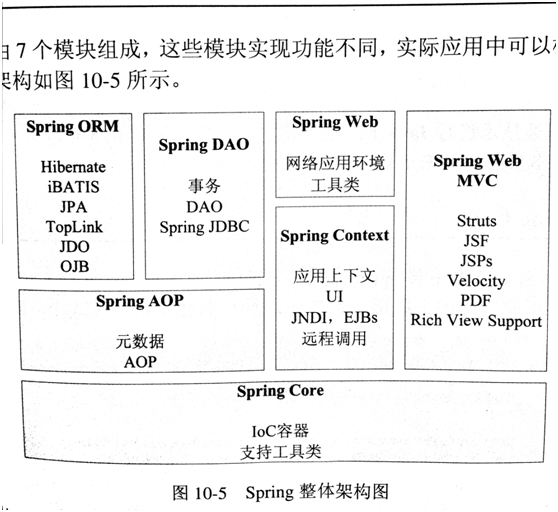 7 个模块组成，这些模块实现功能不同，实际应用中可以
架构如图 10-5 所示。
Spring ORM
Hibernate
iBATIS
JPA
TopLink
JDO
OJB
Spring DAO
事务
DAO
Spring JDBC
Spring Web
网络应用环境
工具类
Spring Web
MVC
Struts
JSF
JSPs
Velocity
PDF
Rich View Support
Spring Context
应用上下文
UI
JNDI，EJBs
远程调用
Spring AOP
元数据
AOP
Spring Core
IoC容器
支持工具类
图 10-5 Spring 整体架构图